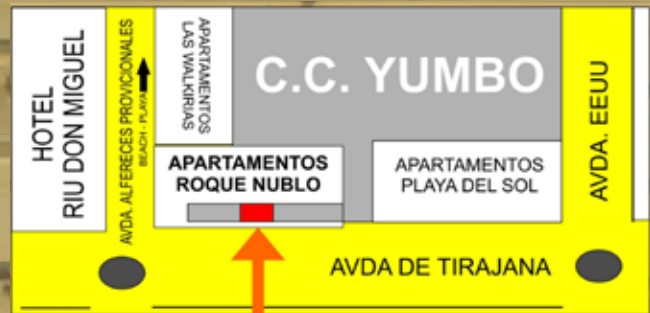 HOTEL
RIU DON MIGUEL
AVDA. ALFERECES PROVICIONALES
BEACH - PLAYA
APARTAMENTOS
LAS WALKIRIAS
C.C. YUMBO
AVDA. EEUU
APARTAMENTOS
ROQUE NUBLO
APARTAMENTOS
PLAYA DEL SOL
AVDA DE TIRAJANA